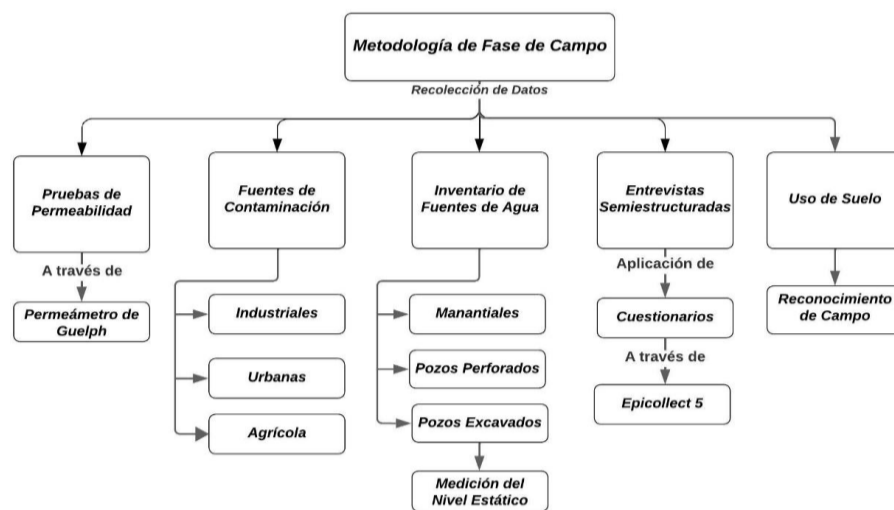 Metodología de Fase de Campo
Recolección de Datos
Pruebas de
Permeabilidad
Fuentes de
Contaminación
Inventario de
Fuentes de Agua
Entrevistas
Semiestructuradas
Uso de Suelo
A través de
Aplicación de
Permeámetro de
Guelph
Industriales
Manantiales
Cuestionarios
Reconocimiento
de Campo
Urbanas
Pozos Perforados
A través de
Epicollect 5
Agrícola
Pozos Excavados
Medición del
Nivel Estático